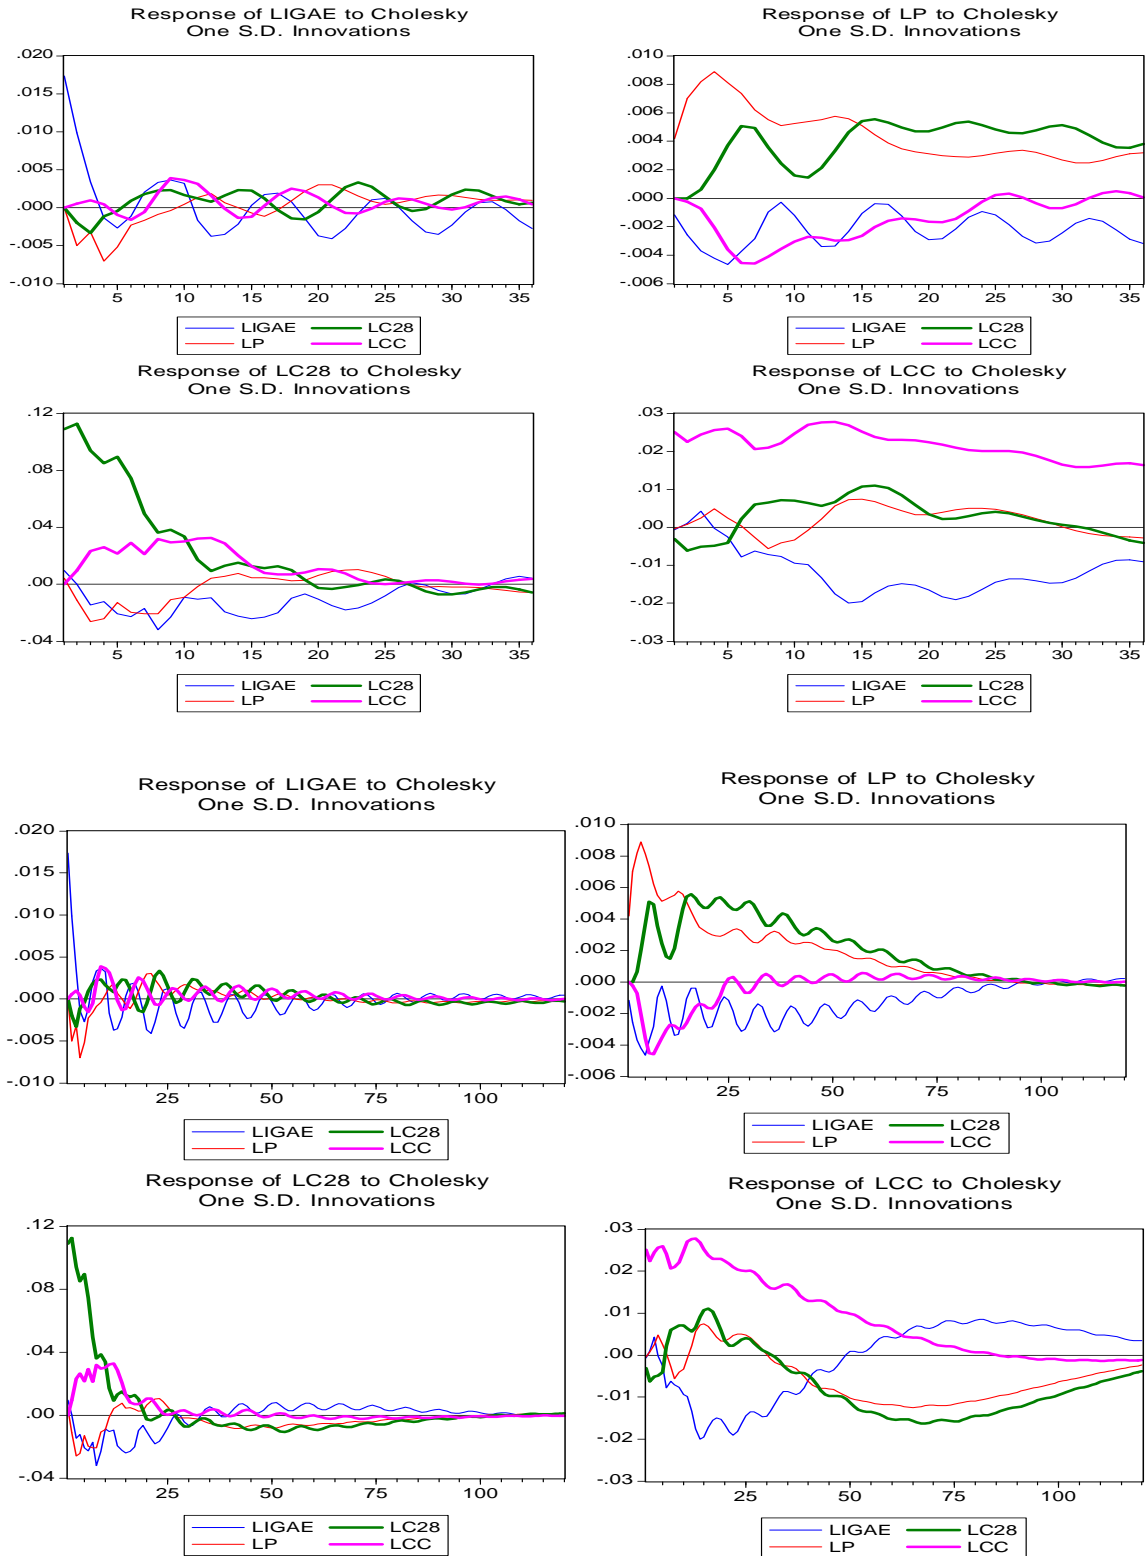 Response of LIGAE to Cholesky
One S.D. Innovations
.020
.015
.010
.005
.000
-.005
-.010
5 10 15 20 25 30 35
LIGAE LC28
LP LCC
Response of LP to Cholesky
One S.D. Innovations
.010
.008
.006
.004
.002
.000
-.002
-.004
-.006
5 10 15 20 25 30 35
LIGAE LC28
LP LCC
Response of LC28 to Cholesky
One S.D. Innovations
.12
.08
.04
.00
-.04
5 10 15 20 25 30 35
LIGAE LC28
LP LCC
Response of LCC to Cholesky
One S.D. Innovations
.03
.02
.01
.00
-.01
-.02
-.03
5 10 15 20 25 30 35
LIGAE LC28
LP LCC
Response of LIGAE to Cholesky
One S.D. Innovations
.020
.015
.010
.005
.000
-.005
-.010
25 50 75 100
LIGAE LC28
LP LCC
Response of LP to Cholesky
One S.D. Innovations
.010
.008
.006
.004
.002
.000
-.002
-.004
-.006
25 50 75 100
LIGAE LC28
LP LCC
Response of LC28 to Cholesky
One S.D. Innovations
.12
.08
.04
.00
-.04
25 50 75 100
LIGAE LC28
LP LCC
Response of LCC to Cholesky
One S.D. Innovations
.03
.02
.01
.00
-.01
-.02
-.03
25 50 75 100
LIGAE LC28
LP LCC